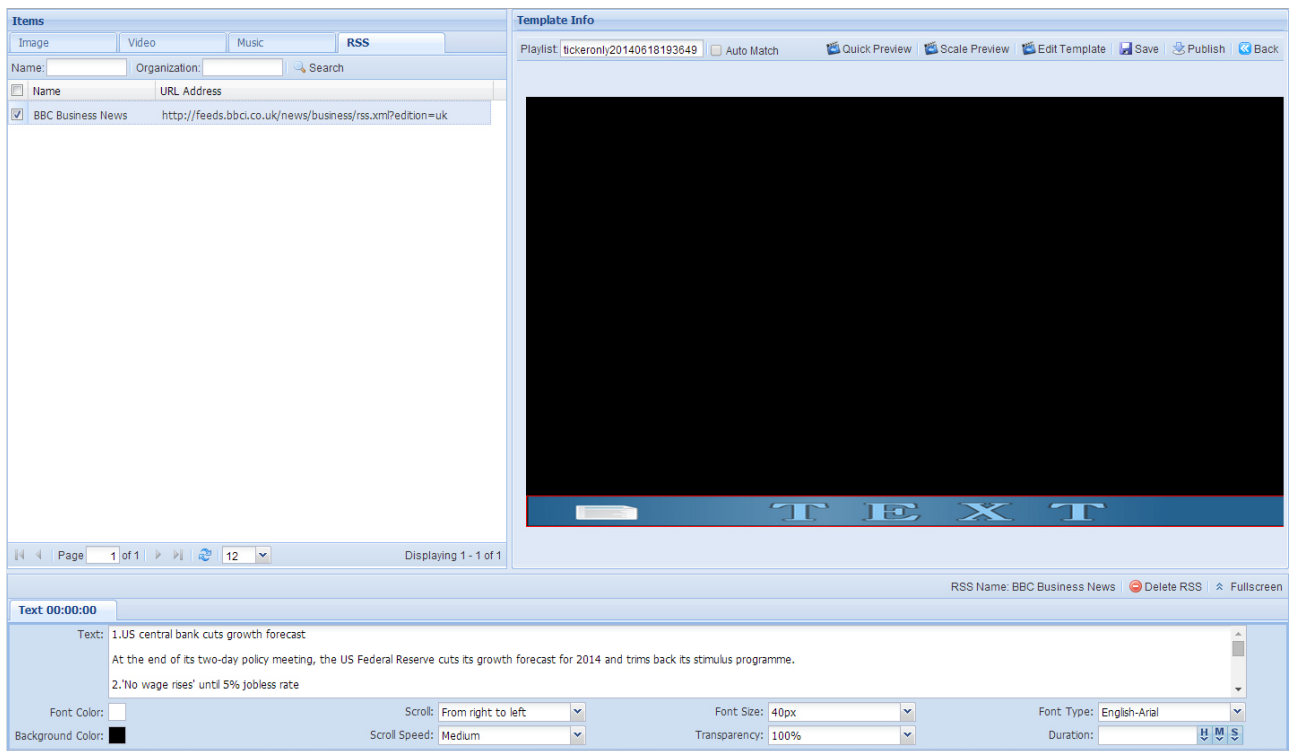 Items
Image Video Music RSS
Name: Organization: Search
Name URL Address
BBC Business News http://feeds.bbci.co.uk/news/business/rss.xml?edition=uk
Page 1 of 1 12 Displaying 1 - 1 of 1
Template Info
Playlist: tickeronly20140618193649 Auto Match Quick Preview Scale Preview Edit Template Save Publish Back
TEXT
RSS Name: BBC Business News Delete RSS Fullscreen
Text 00:00:00
Text: 1.US central bank cuts growth forecast
At the end of its two-day policy meeting, the US Federal Reserve cuts its growth forecast for 2014 and trims back its stimulus programme.
2.'No wage rises' until 5% jobless rate
Font Color: Scroll: From right to left Font Size: 40px Font Type: English-Arial
Background Color: Scroll Speed: Medium Transparency: 100% Duration: H M S